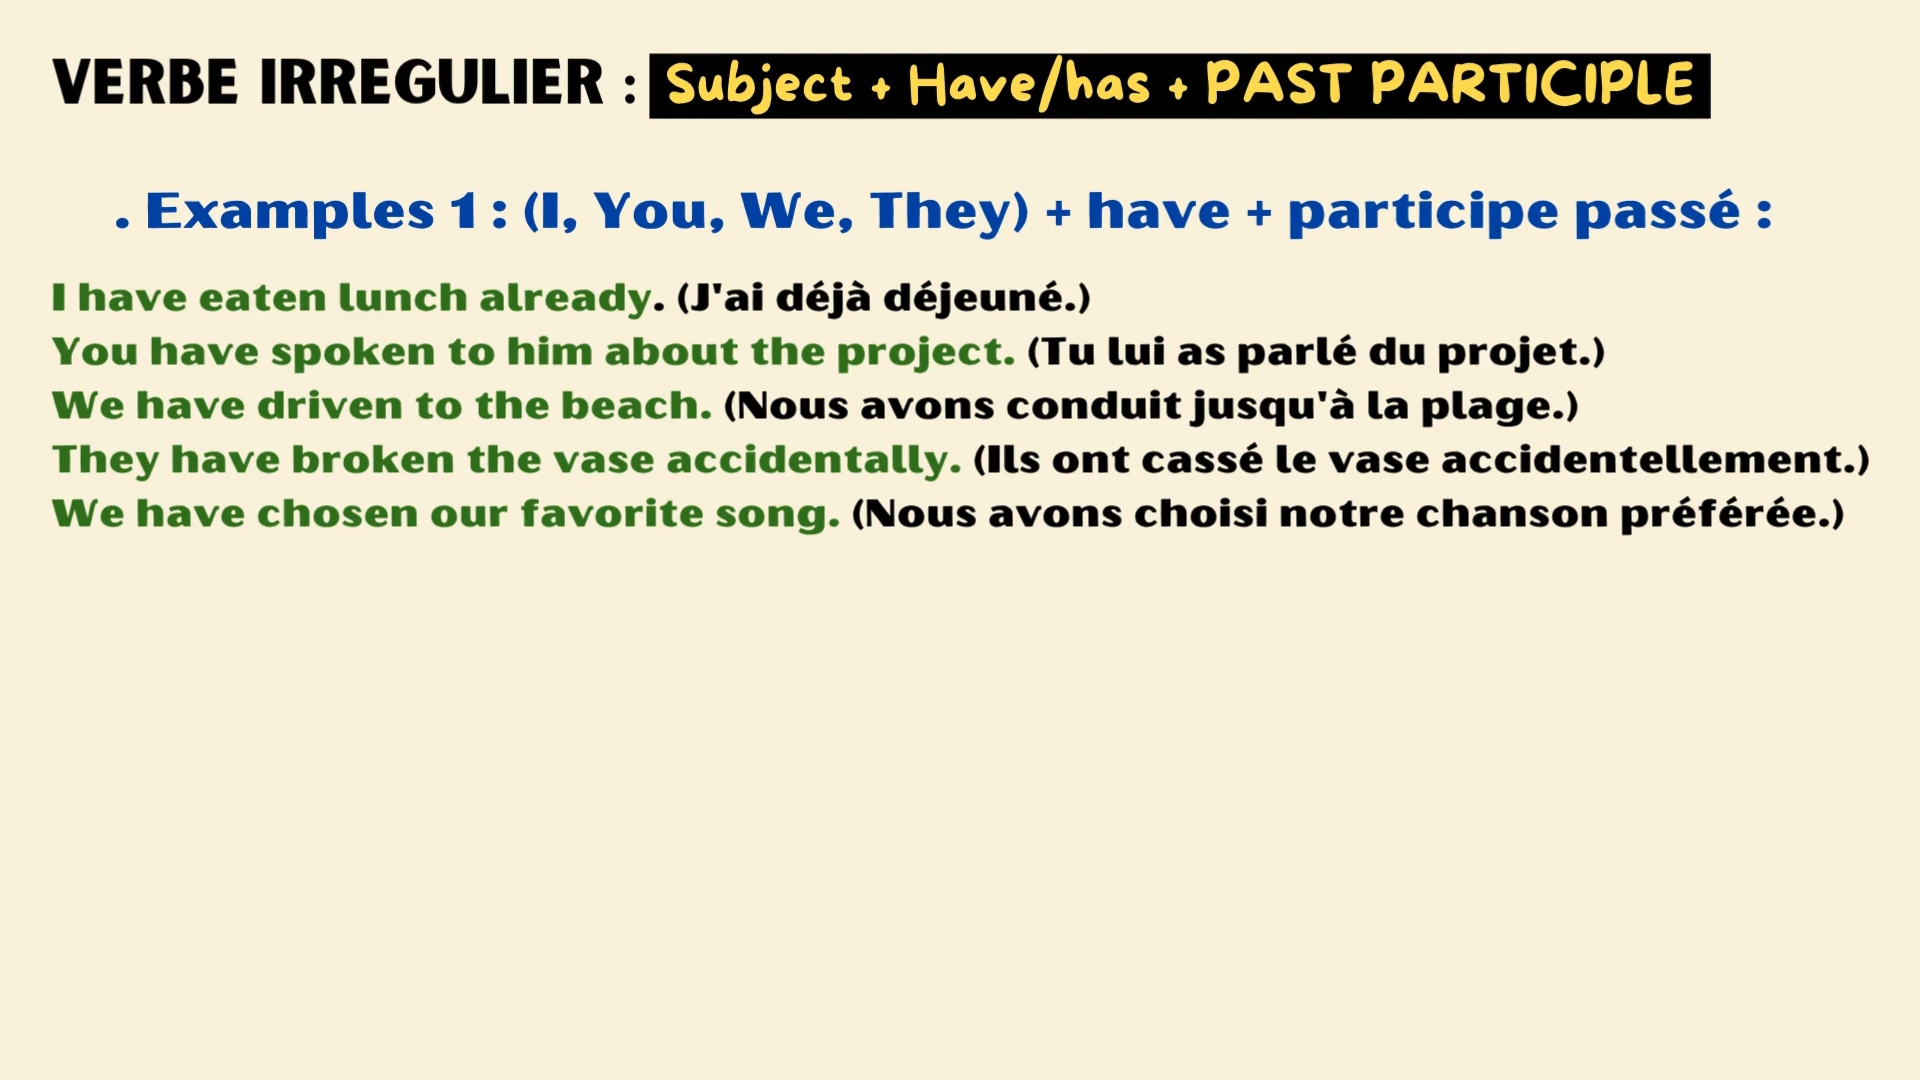 VERBE IRREGULIER : Subject + Have/has + PAST PARTICIPLE
. Examples 1 : (I, You, We, They) + have + participe passé :
I have eaten lunch already. (J'ai déjà déjeuné.)
You have spoken to him about the project. (Tu lui as parlé du projet.)
We have driven to the beach. (Nous avons conduit jusqu'à la plage.)
They have broken the vase accidentally. (Ils ont cassé le vase accidentellement.)
We have chosen our favorite song. (Nous avons choisi notre chanson préférée.)